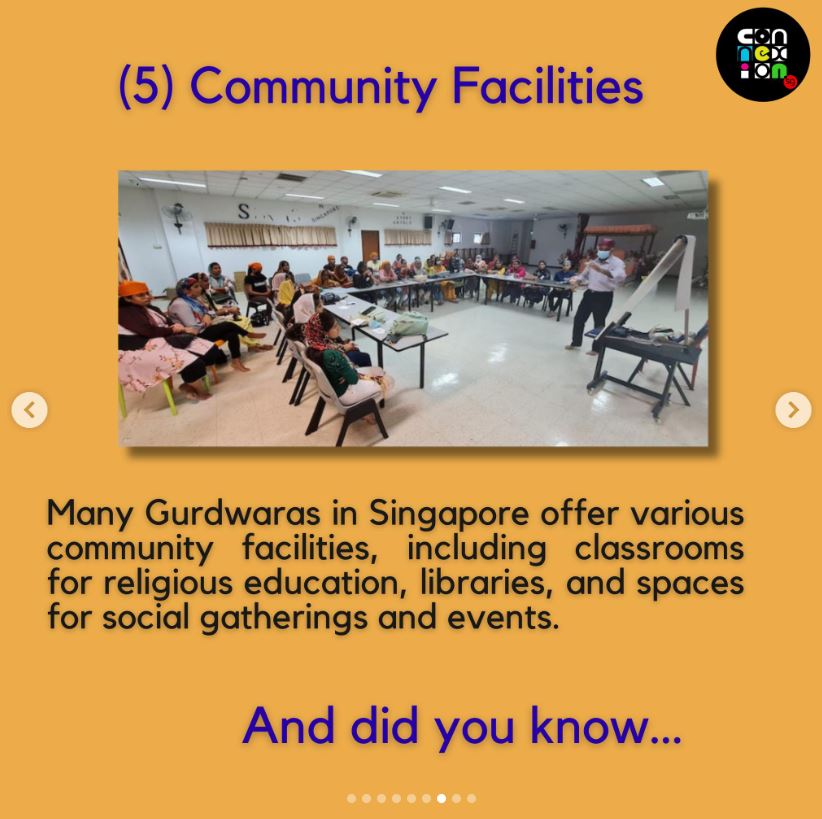 con
nex
ion
SG
(5) Community Facilities
Many Gurdwaras in Singapore offer various
community facilities, including classrooms
for religious education, libraries, and spaces
for social gatherings and events.
And did you know...